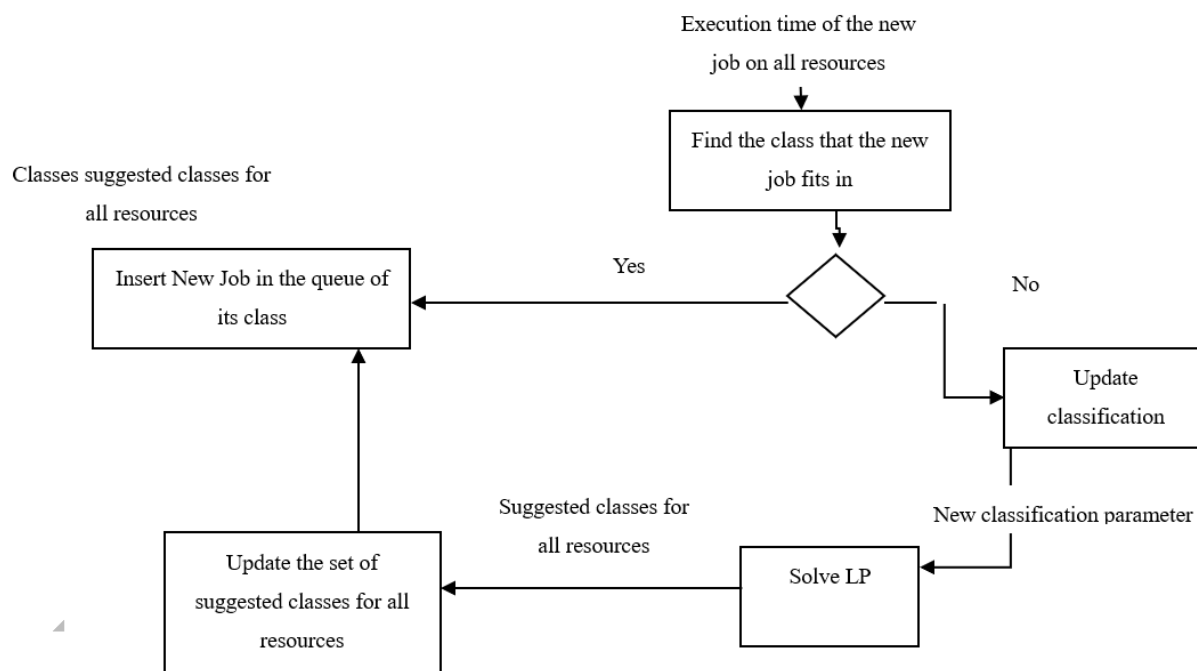 Execution time of the new
job on all resources
Find the class that the new
job fits in
Classes suggested classes for
all resources
Insert New Job in the queue of
its class
Yes
No
Update
classification
New classification parameter
Suggested classes for
all resources
Solve LP
Update the set of
suggested classes for all
resources